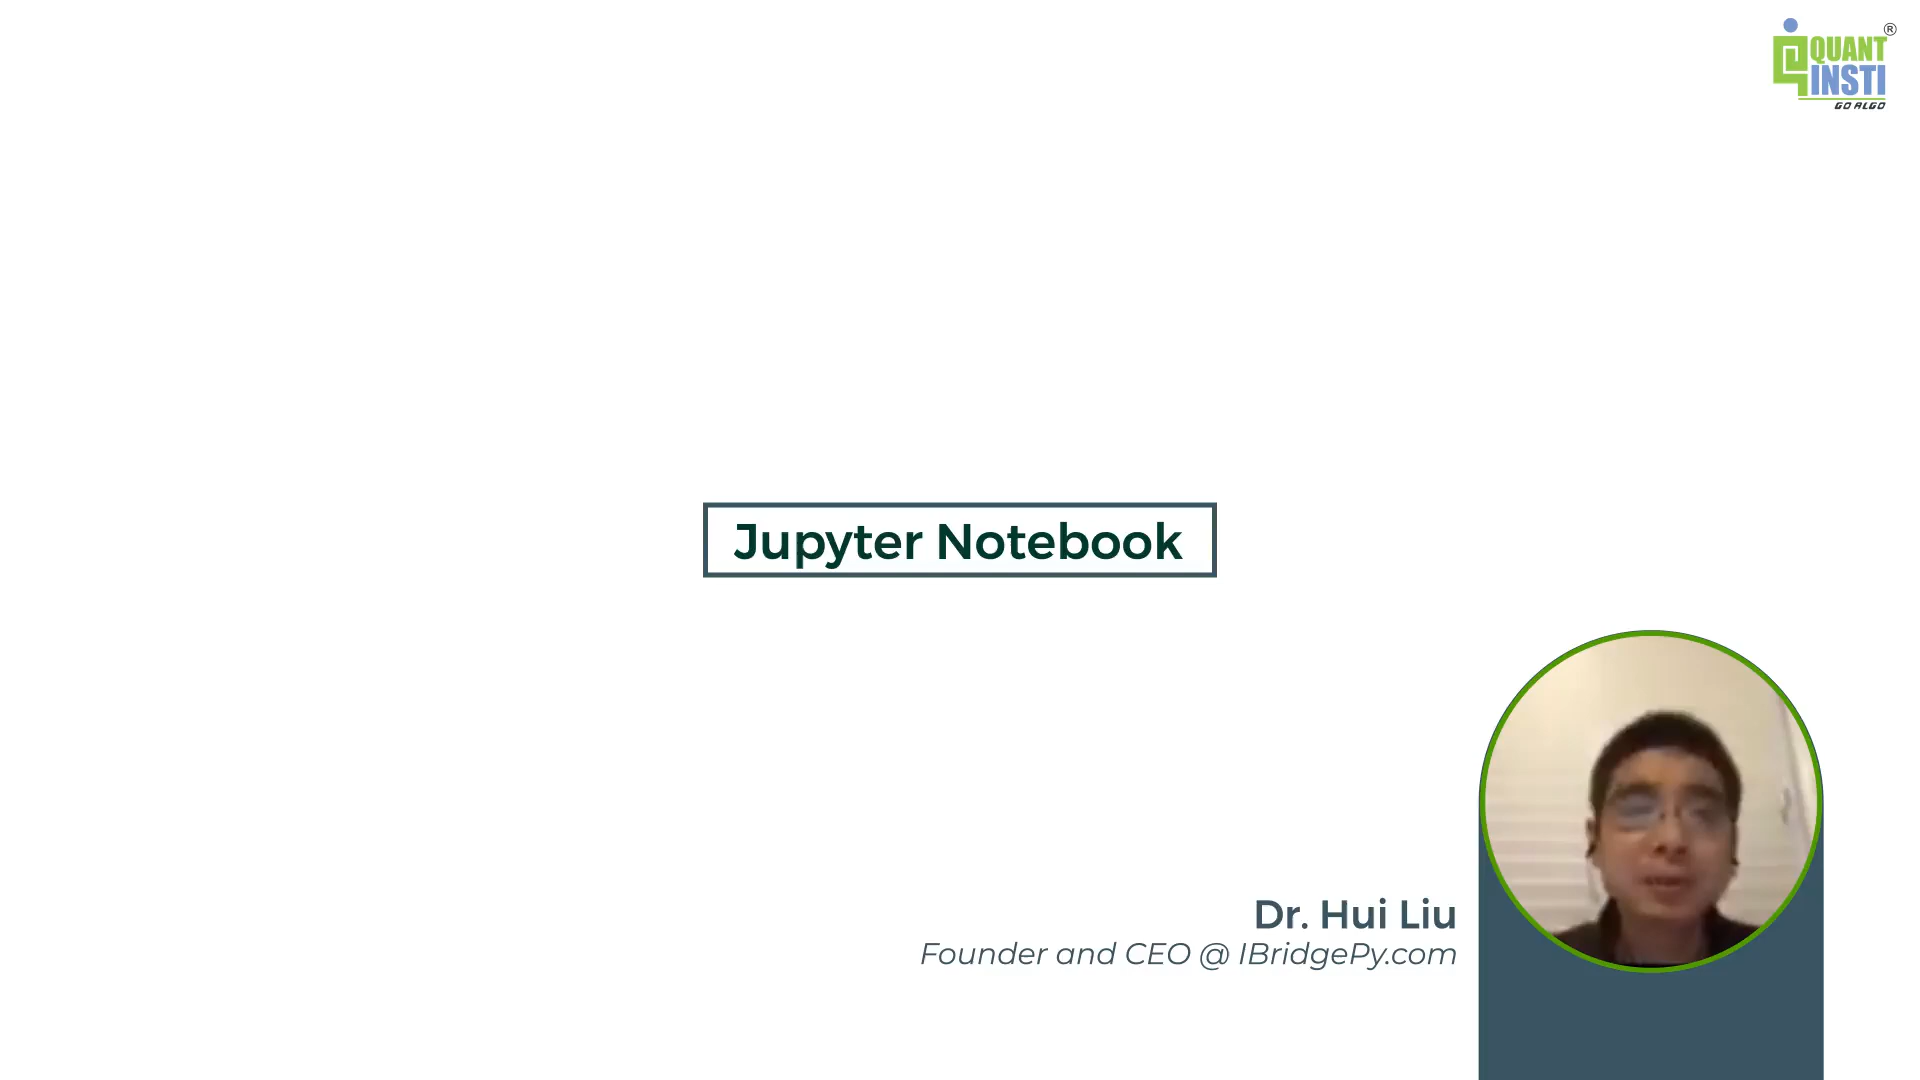 QUANT
INSTI
GO ALGO
®
Jupyter Notebook
Dr. Hui Liu
Founder and CEO @ IBridgePy.com